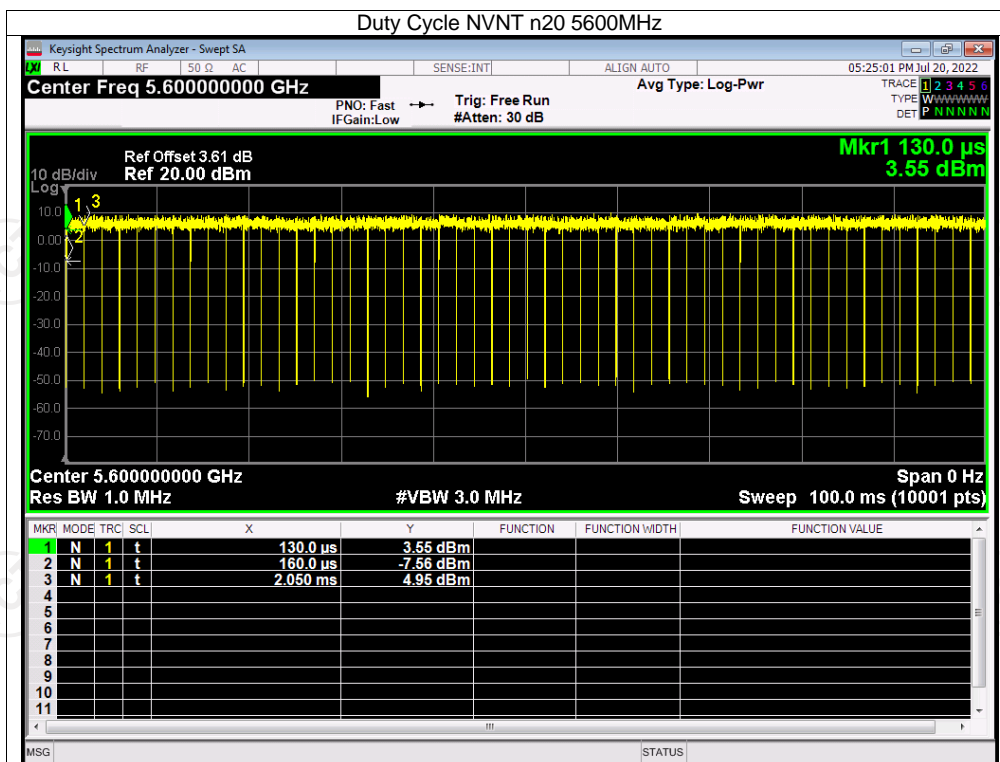 Duty Cycle NVNT n20 5600MHz
Keysight Spectrum Analyzer - Swept SA
LXI RL RF 50 Ω AC SENSE:INT ALIGN AUTO 05:25:01 PM Jul 20, 2022
Center Freq 5.600000000 GHz
PNO: Fast
IFGain:Low
Trig: Free Run
#Atten: 30 dB
Avg Type: Log-Pwr
TRACE 1 2 3 4 5 6
TYPE WWWWWW
DET P N N N N N
Mkr1 130.0 µs
3.55 dBm
Ref Offset 3.61 dB
10 dB/div Ref 20.00 dBm
Log
10.0
0.00
-10.0
-20.0
-30.0
-40.0
-50.0
-60.0
-70.0
1 3
2
Center 5.600000000 GHz Span 0 Hz
Res BW 1.0 MHz #VBW 3.0 MHz Sweep 100.0 ms (10001 pts)
MKR MODE TRC SCL X Y FUNCTION FUNCTION WIDTH FUNCTION VALUE
1 N 1 t 130.0 µs 3.55 dBm
2 N 1 t 160.0 µs -7.56 dBm
3 N 1 t 2.050 ms 4.95 dBm
4
5
6
7
8
9
10
11
MSG STATUS